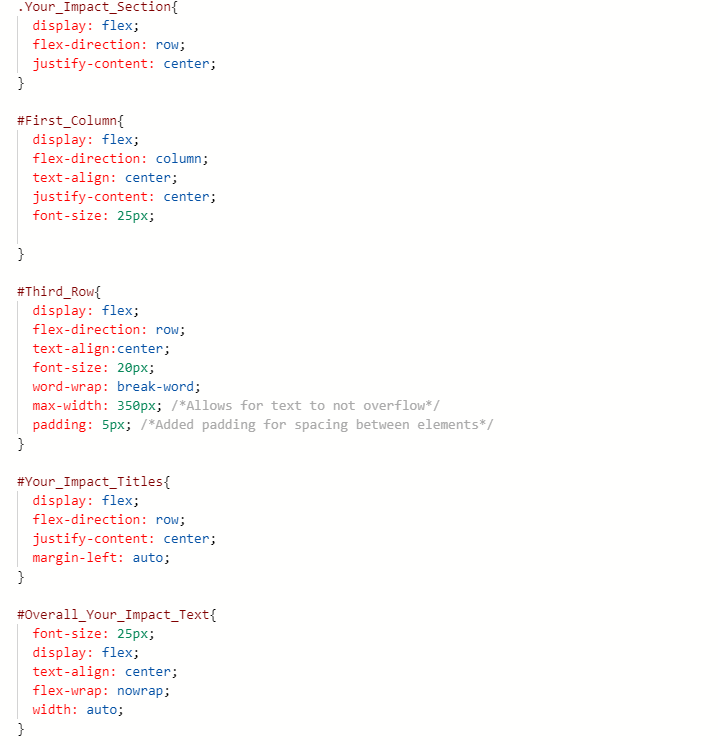 .Your_Impact_Section{
  display: flex;
  flex-direction: row;
  justify-content: center;
}

#First_Column{
  display: flex;
  flex-direction: column;
  text-align: center;
  justify-content: center;
  font-size: 25px;

}

#Third_Row{
  display: flex;
  flex-direction: row;
  text-align:center;
  font-size: 20px;
  word-wrap: break-word;
  max-width: 350px; /*Allows for text to not overflow*/
  padding: 5px; /*Added padding for spacing between elements*/
}

#Your_Impact_Titles{
  display: flex;
  flex-direction: row;
  justify-content: center;
  margin-left: auto;
}

#Overall_Your_Impact_Text{
  font-size: 25px;
  display: flex;
  text-align: center;
  flex-wrap: nowrap;
  width: auto;
}